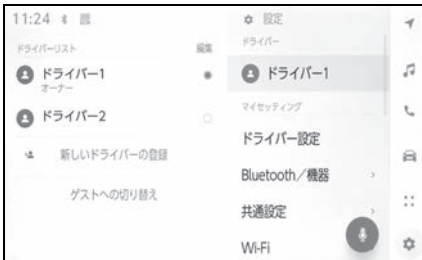 11:24
ドライバーリスト 編集
ドライバー1
オーナー
ドライバー2
新しいドライバーの登録
ゲストへの切り替え
設定
ドライバー
ドライバー1
マイセッティング
ドライバー設定
Bluetooth/機器
共通設定
Wi-Fi